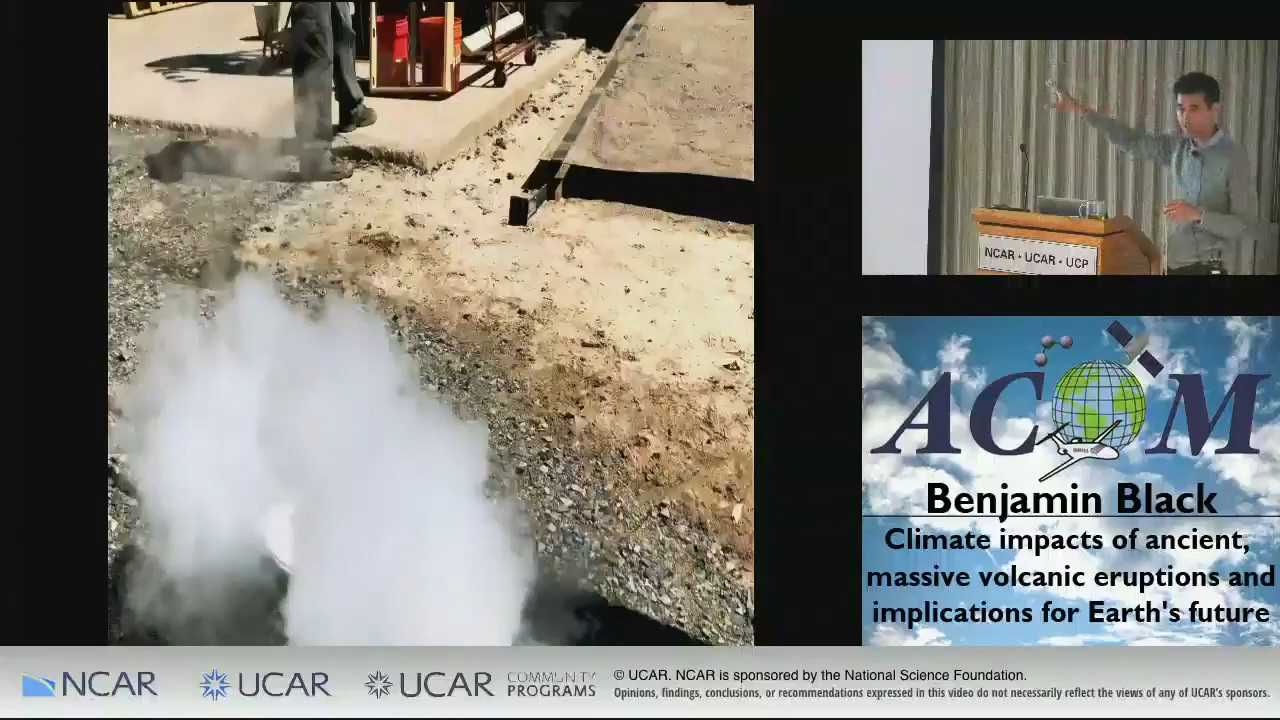 NCAR • UCAR • UCP
ACOM
Benjamin Black
Climate impacts of ancient,
massive volcanic eruptions and
implications for Earth's future
NCAR
UCAR
UCAR
COMMUNITY
PROGRAMS
© UCAR. NCAR is sponsored by the National Science Foundation.
Opinions, findings, conclusions, or recommendations expressed in this video do not necessarily reflect the views of any of UCAR's sponsors.